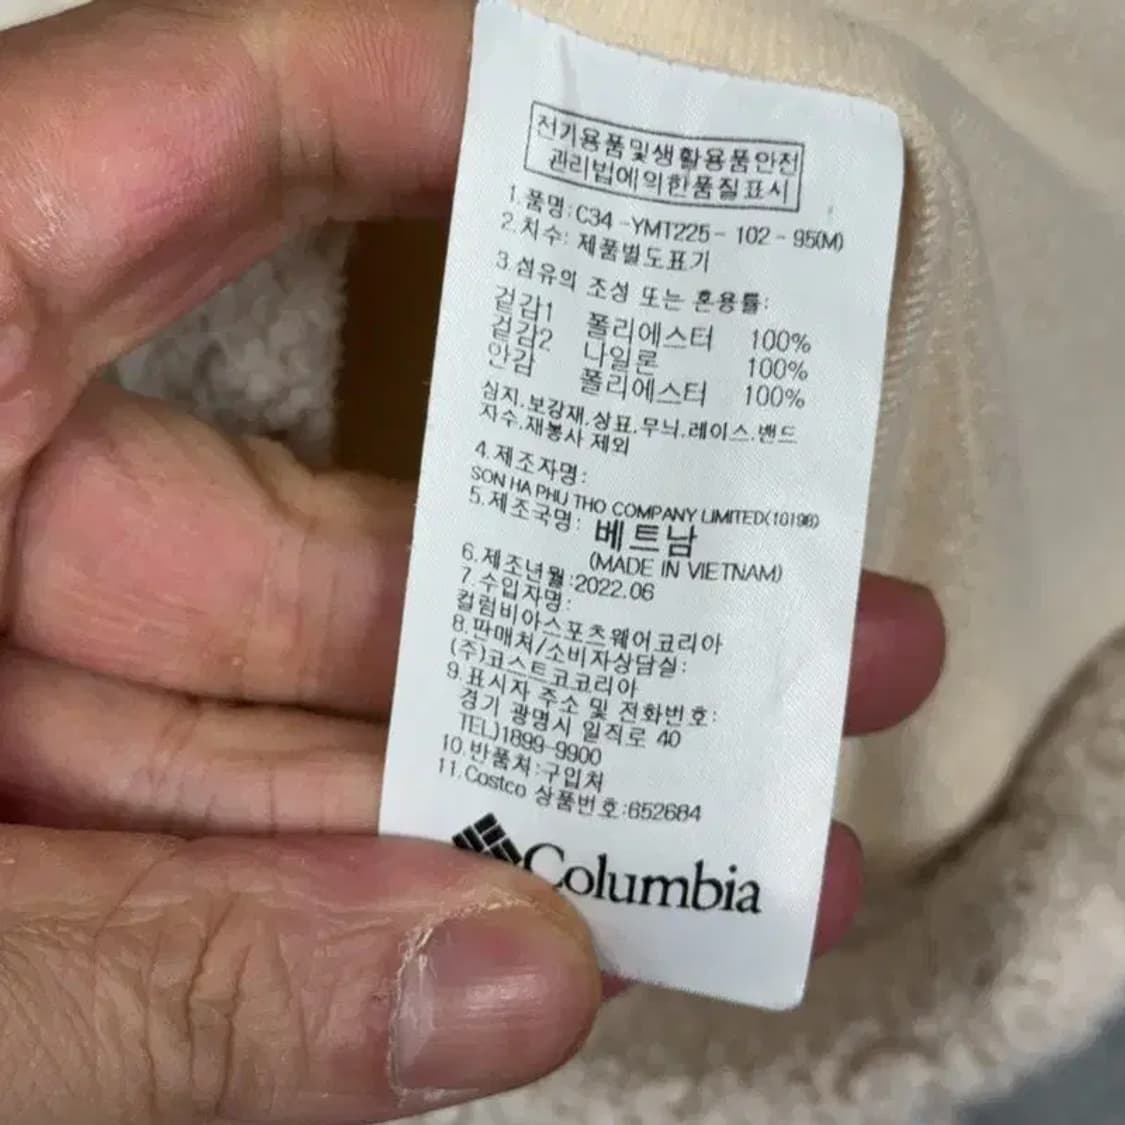 전기용품및생활용품안전
관리법에의한품질표시
1.품명:C34-YMT225-102-95(M)
2.치수: 제품별도표기
3.섬유의 조성 또는 혼용률:
겉감1 폴리에스터 100%
겉감2 나일론 100%
안감 폴리에스터 100%
심지.보강재.상표.무늬.레이스.밴드
자수.재봉사 제외
4.제조자명:
SON HA PHU THO COMPANY LIMITED(10198)
5.제조국명: 베트남
(MADE IN VIETNAM)
6.제조년월:2022.06
7.수입자명:
컬럼비아스포츠웨어코리아
8.판매처/소비자상담실:
(주)코스트코코리아
9.표시자 주소 및 전화번호:
경기 광명시 일직로 40
TEL)1899-9900
10.반품처:구입처
11.Costco 상품번호:652684
Columbia